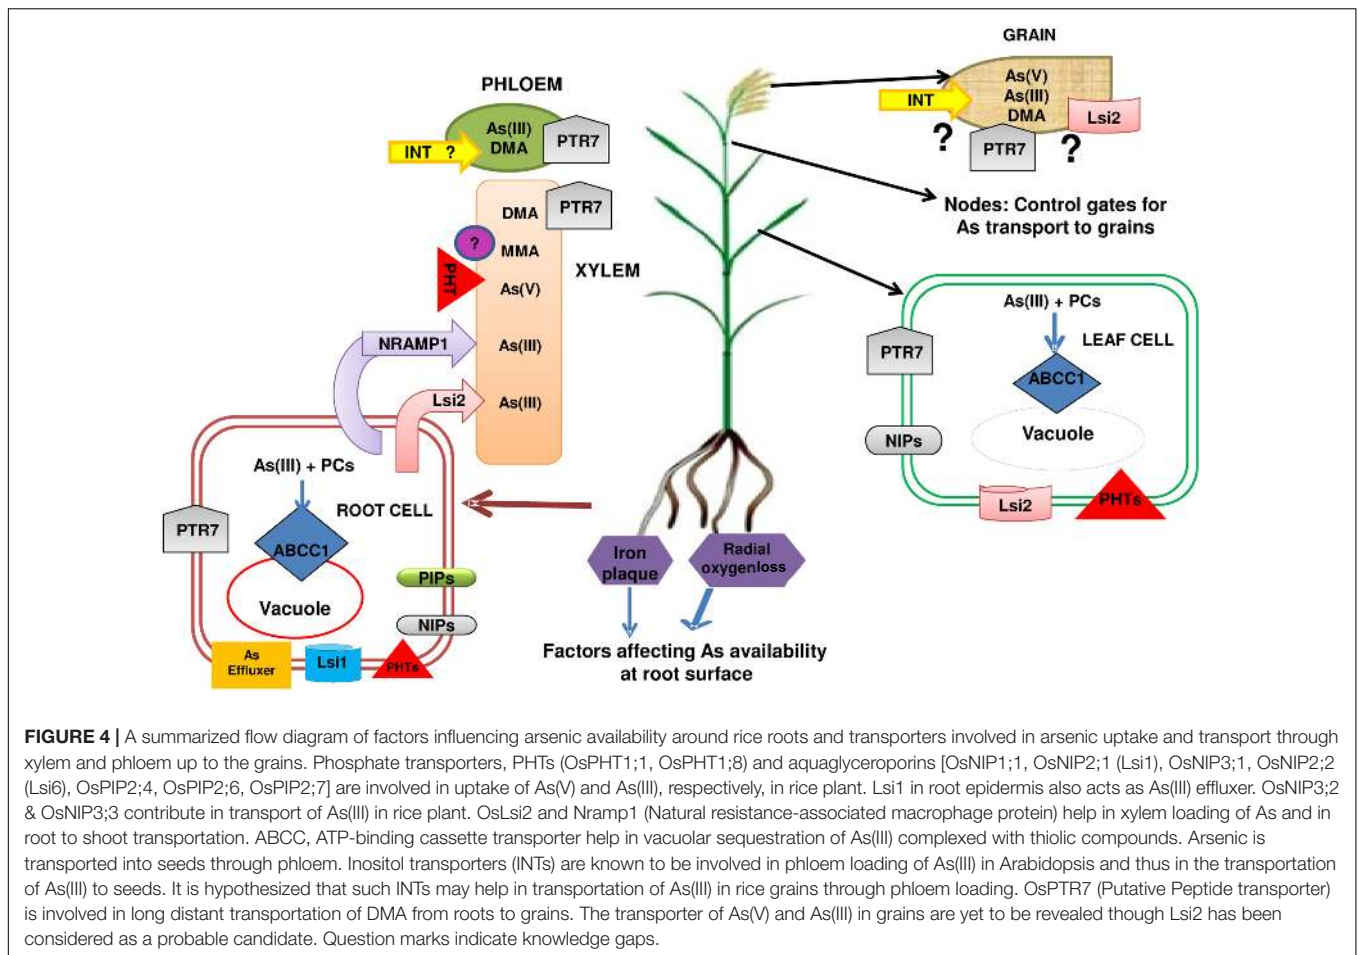 GRAIN
As(V)
As(III)
DMA
INT
Lsi2
?
PTR7
?
PHLOEM
As(III)
DMA
INT ?
PTR7
DMA
PTR7
?
MMA
XYLEM
PHT
As(V)
NRAMP1
As(III)
Lsi2
As(III)
Nodes: Control gates for
As transport to grains
As(III) + PCs
LEAF CELL
PTR7
ABCC1
NIPs
Vacuole
Lsi2
PHTs
As(III) + PCs
ROOT CELL
PTR7
ABCC1
PIPs
Vacuole
NIPs
As
Effluxer
Lsi1
PHTs
Iron
plaque
Radial
oxygenloss
Factors affecting As availability
at root surface
FIGURE 4 | A summarized flow diagram of factors influencing arsenic availability around rice roots and transporters involved in arsenic uptake and transport through
xylem and phloem up to the grains. Phosphate transporters, PHTs (OsPHT1;1, OsPHT1;8) and aquaglyceroporins [OsNIP1;1, OsNIP2;1 (Lsi1), OsNIP3;1, OsNIP2;2
(Lsi6), OsPIP2;4, OsPIP2;6, OsPIP2;7] are involved in uptake of As(V) and As(III), respectively, in rice plant. Lsi1 in root epidermis also acts as As(III) effluxer. OsNIP3;2
& OsNIP3;3 contribute in transport of As(III) in rice plant. OsLsi2 and Nramp1 (Natural resistance-associated macrophage protein) help in xylem loading of As and in
root to shoot transportation. ABCC, ATP-binding cassette transporter help in vacuolar sequestration of As(III) complexed with thiolic compounds. Arsenic is
transported into seeds through phloem. Inositol transporters (INTs) are known to be involved in phloem loading of As(III) in Arabidopsis and thus in the transportation
of As(III) to seeds. It is hypothesized that such INTs may help in transportation of As(III) in rice grains through phloem loading. OsPTR7 (Putative Peptide transporter)
is involved in long distant transportation of DMA from roots to grains. The transporter of As(V) and As(III) in grains are yet to be revealed though Lsi2 has been
considered as a probable candidate. Question marks indicate knowledge gaps.